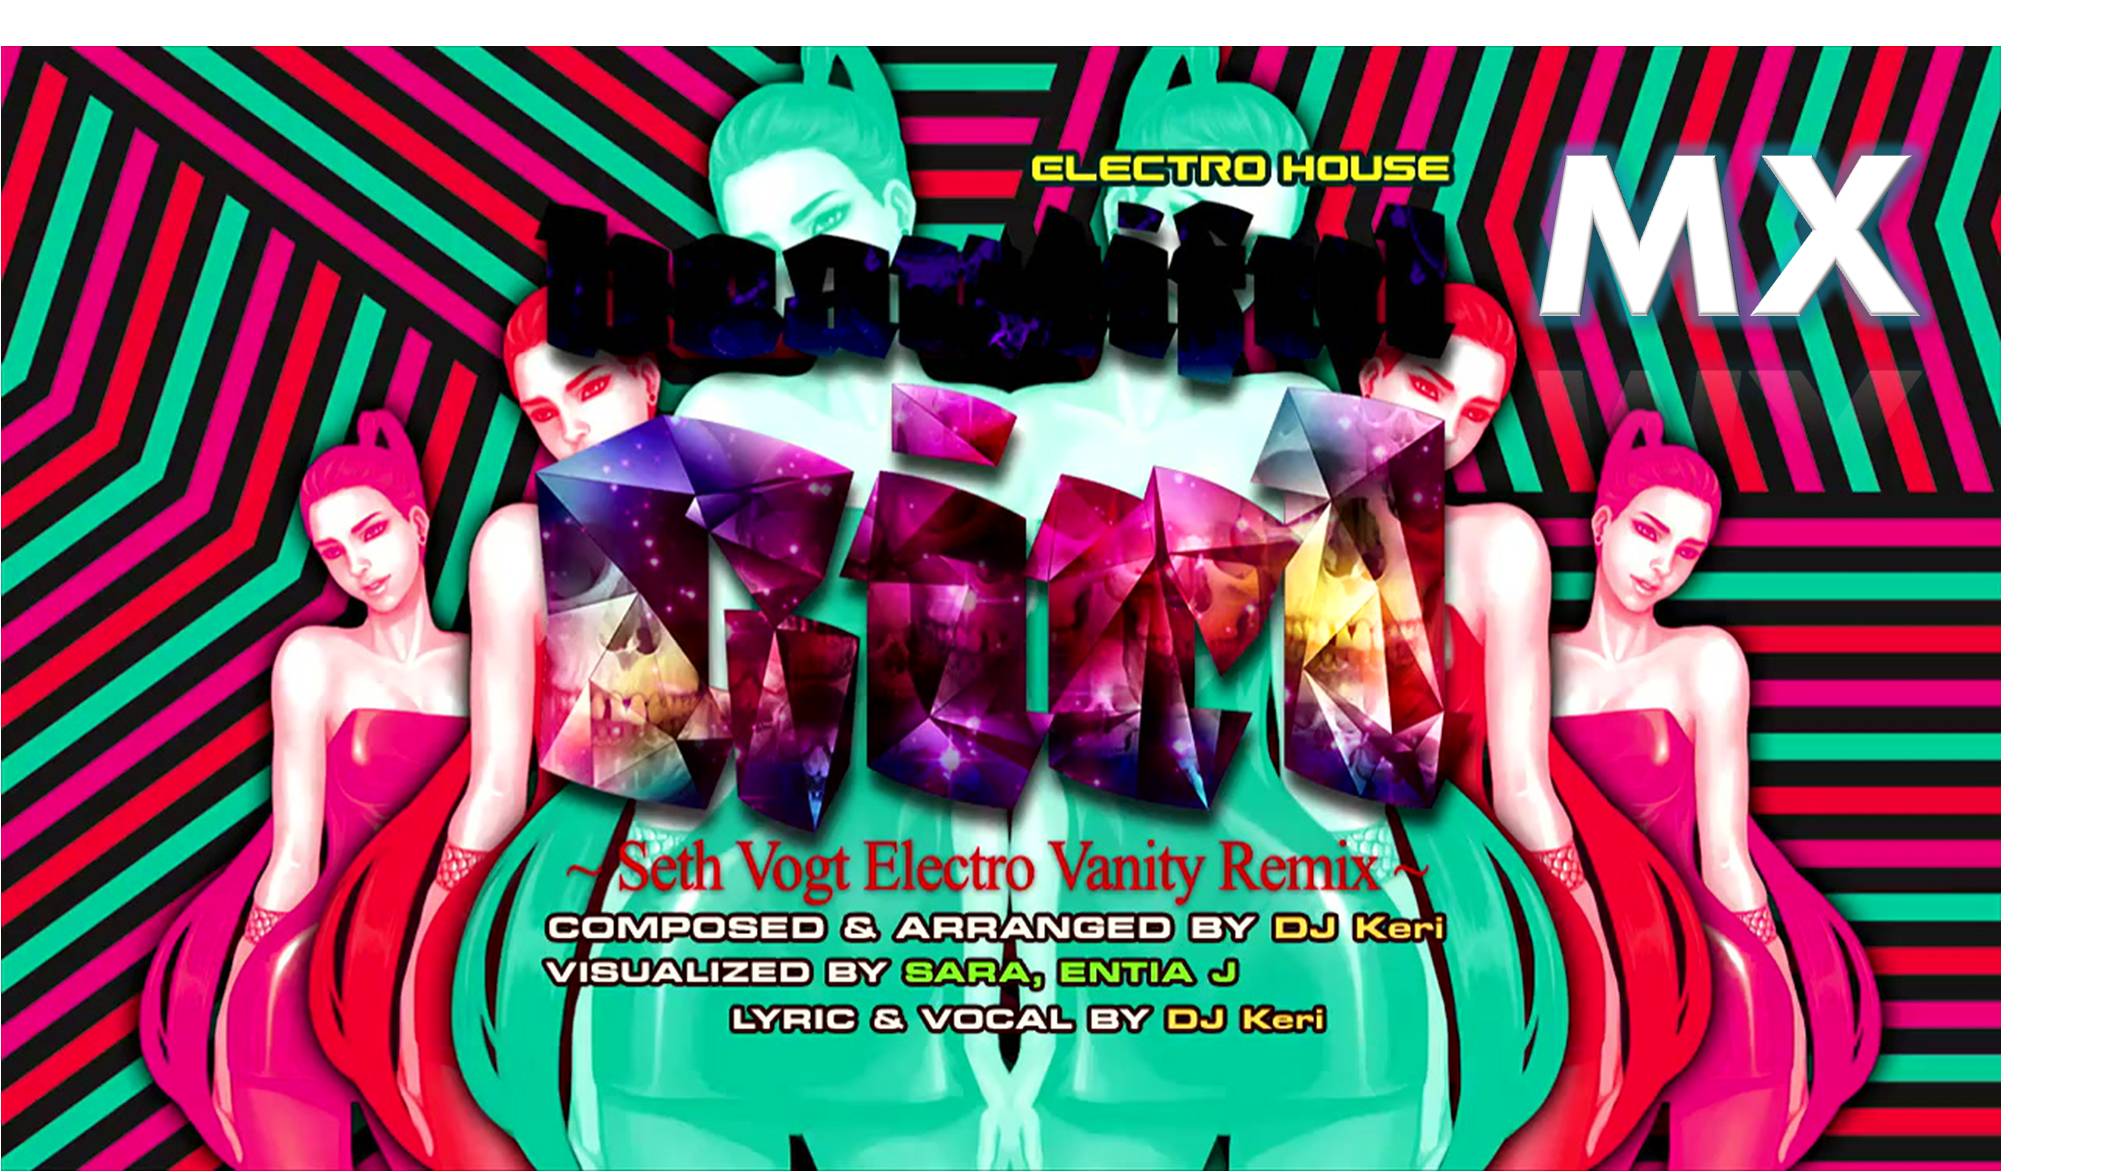 ELECTRO HOUSE
MX
beautiful
Girl
~ Seth Vogt Electro Vanity Remix ~
COMPOSED & ARRANGED BY DJ Keri
VISUALIZED BY SARA, ENTIA J
LYRIC & VOCAL BY DJ Keri